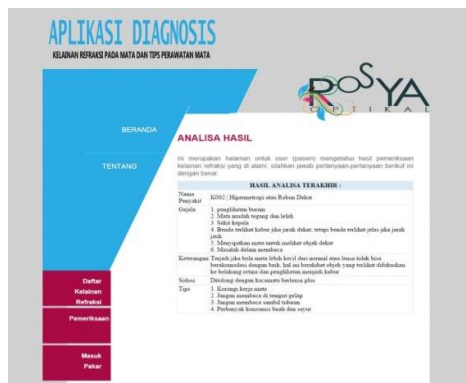 APLIKASI DIAGNOSIS
KELAINAN REFRAKSI PADA MATA DAN TIPS PERAWATAN MATA
ROSYA
OPTIKAL
BERANDA
TENTANG
ANALISA HASIL
ini merupakan halaman untuk user (pasien) mengetahui hasil pemeriksaan
kelainan refraksi yang di alami. silahkan jawab pertanyaan-pertanyaan berikut ini
dengan benar.
HASIL ANALISA TERAKHIR :
Nama
Penyakit
K002 | Hipermetropi atau Rabun Dekat
Gejala
1. penglihatan buram
2. Mata mudah tegang dan lelah
3. Sakit kepala
4. Benda terlihat kabur jika jarak dekat, tetapi benda terlihat jelas jika jarak
jauh
5. Menyipitkan mata untuk melihat objek dekat
6. Masalah dalam membaca
Keterangan
Terjadi jika bola mata lebih kecil dari normal atau lensa tidak bisa
berakomodasi dengan baik, hal ini berakibat objek yang terlihat difokuskan
ke belakang retina dan penglihatan menjadi kabur
Solusi
Ditolong dengan kacamata berlensa plus
Tips
1. Kurangi kerja mata
2. Jangan membaca di tempat gelap
3. Jangan membaca sambil tiduran
4. Perbanyak konsumsi buah dan sayur
Daftar
Kelainan
Refraksi
Pemeriksaan
Masuk
Pakar